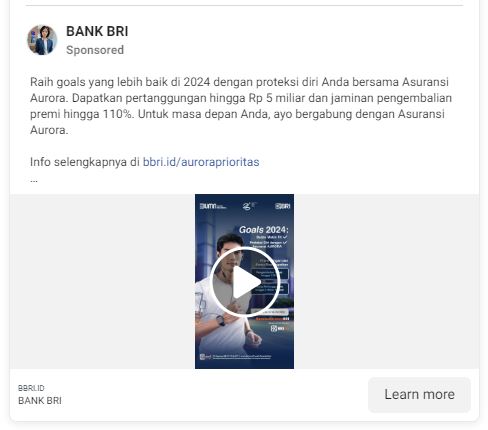 BANK BRI
Sponsored
Raih goals yang lebih baik di 2024 dengan proteksi diri Anda bersama Asuransi
Aurora. Dapatkan pertanggungan hingga Rp 5 miliar dan jaminan pengembalian
premi hingga 110%. Untuk masa depan Anda, ayo bergabung dengan Asuransi
Aurora.
Info selengkapnya di bbri.id/auroraprioritas
...
BUMN
BRI
Goals 2024:
BRI
BBRI.ID
BANK BRI
Learn more